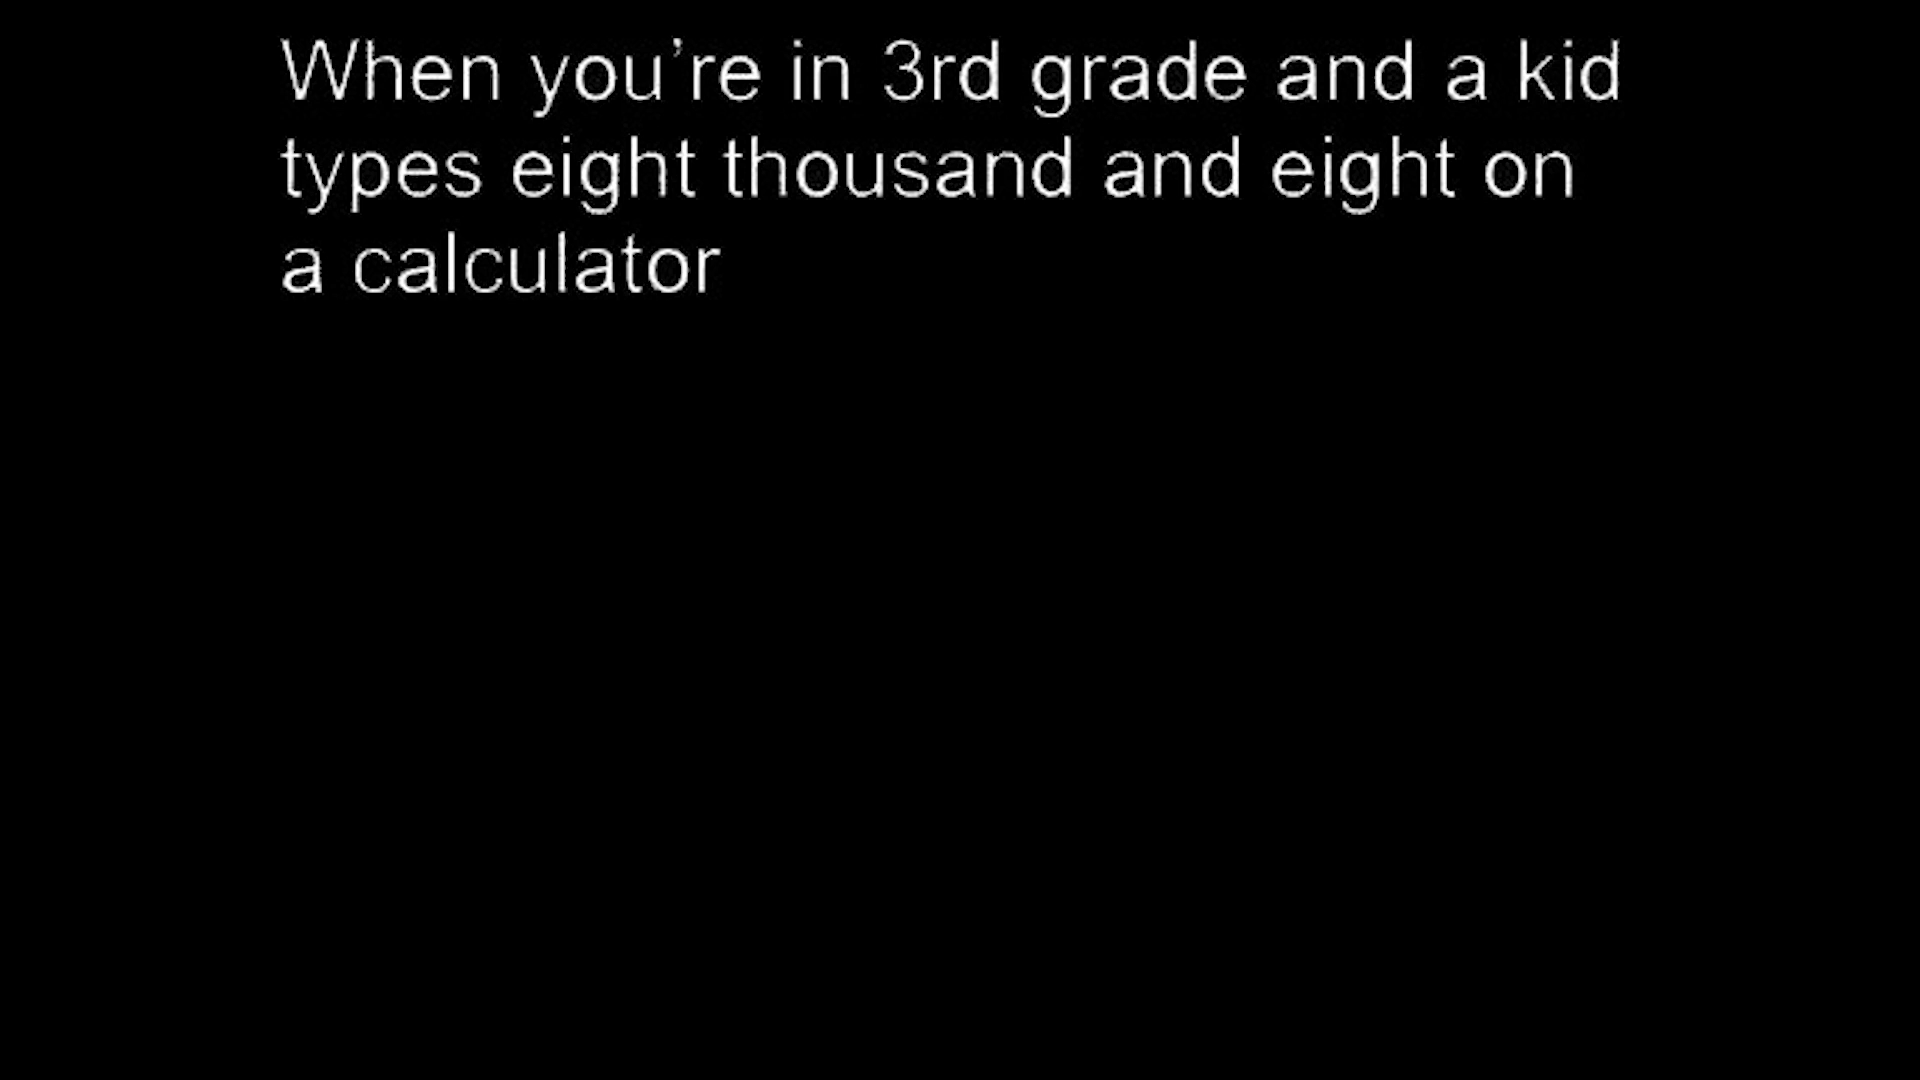 When you’re in 3rd grade and a kid
types eight thousand and eight on
a calculator